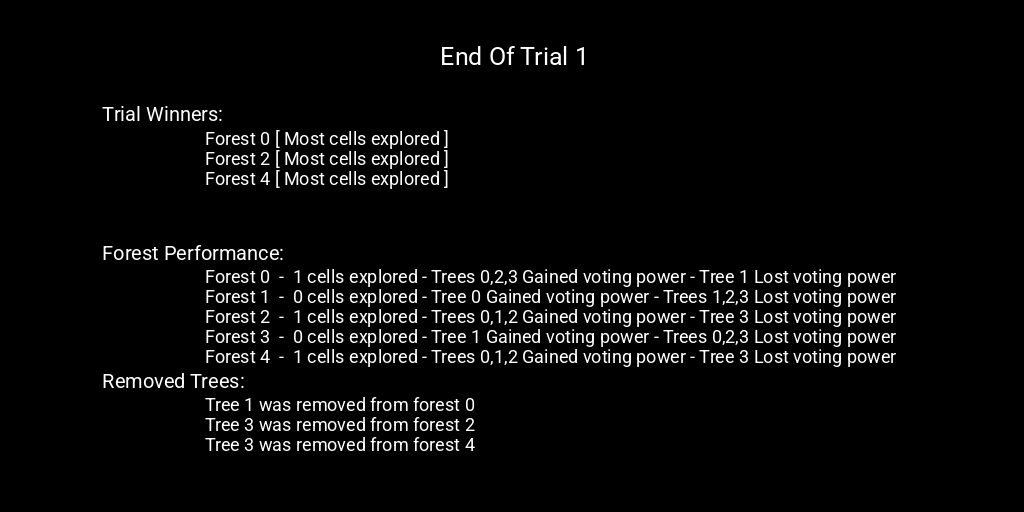 End Of Trial 1
Trial Winners:
Forest 0 [ Most cells explored ]
Forest 2 [ Most cells explored ]
Forest 4 [ Most cells explored ]
Forest Performance:
Forest 0 - 1 cells explored - Trees 0,2,3 Gained voting power - Tree 1 Lost voting power
Forest 1 - 0 cells explored - Tree 0 Gained voting power - Trees 1,2,3 Lost voting power
Forest 2 - 1 cells explored - Trees 0,1,2 Gained voting power - Tree 3 Lost voting power
Forest 3 - 0 cells explored - Tree 1 Gained voting power - Trees 0,2,3 Lost voting power
Forest 4 - 1 cells explored - Trees 0,1,2 Gained voting power - Tree 3 Lost voting power
Removed Trees:
Tree 1 was removed from forest 0
Tree 3 was removed from forest 2
Tree 3 was removed from forest 4